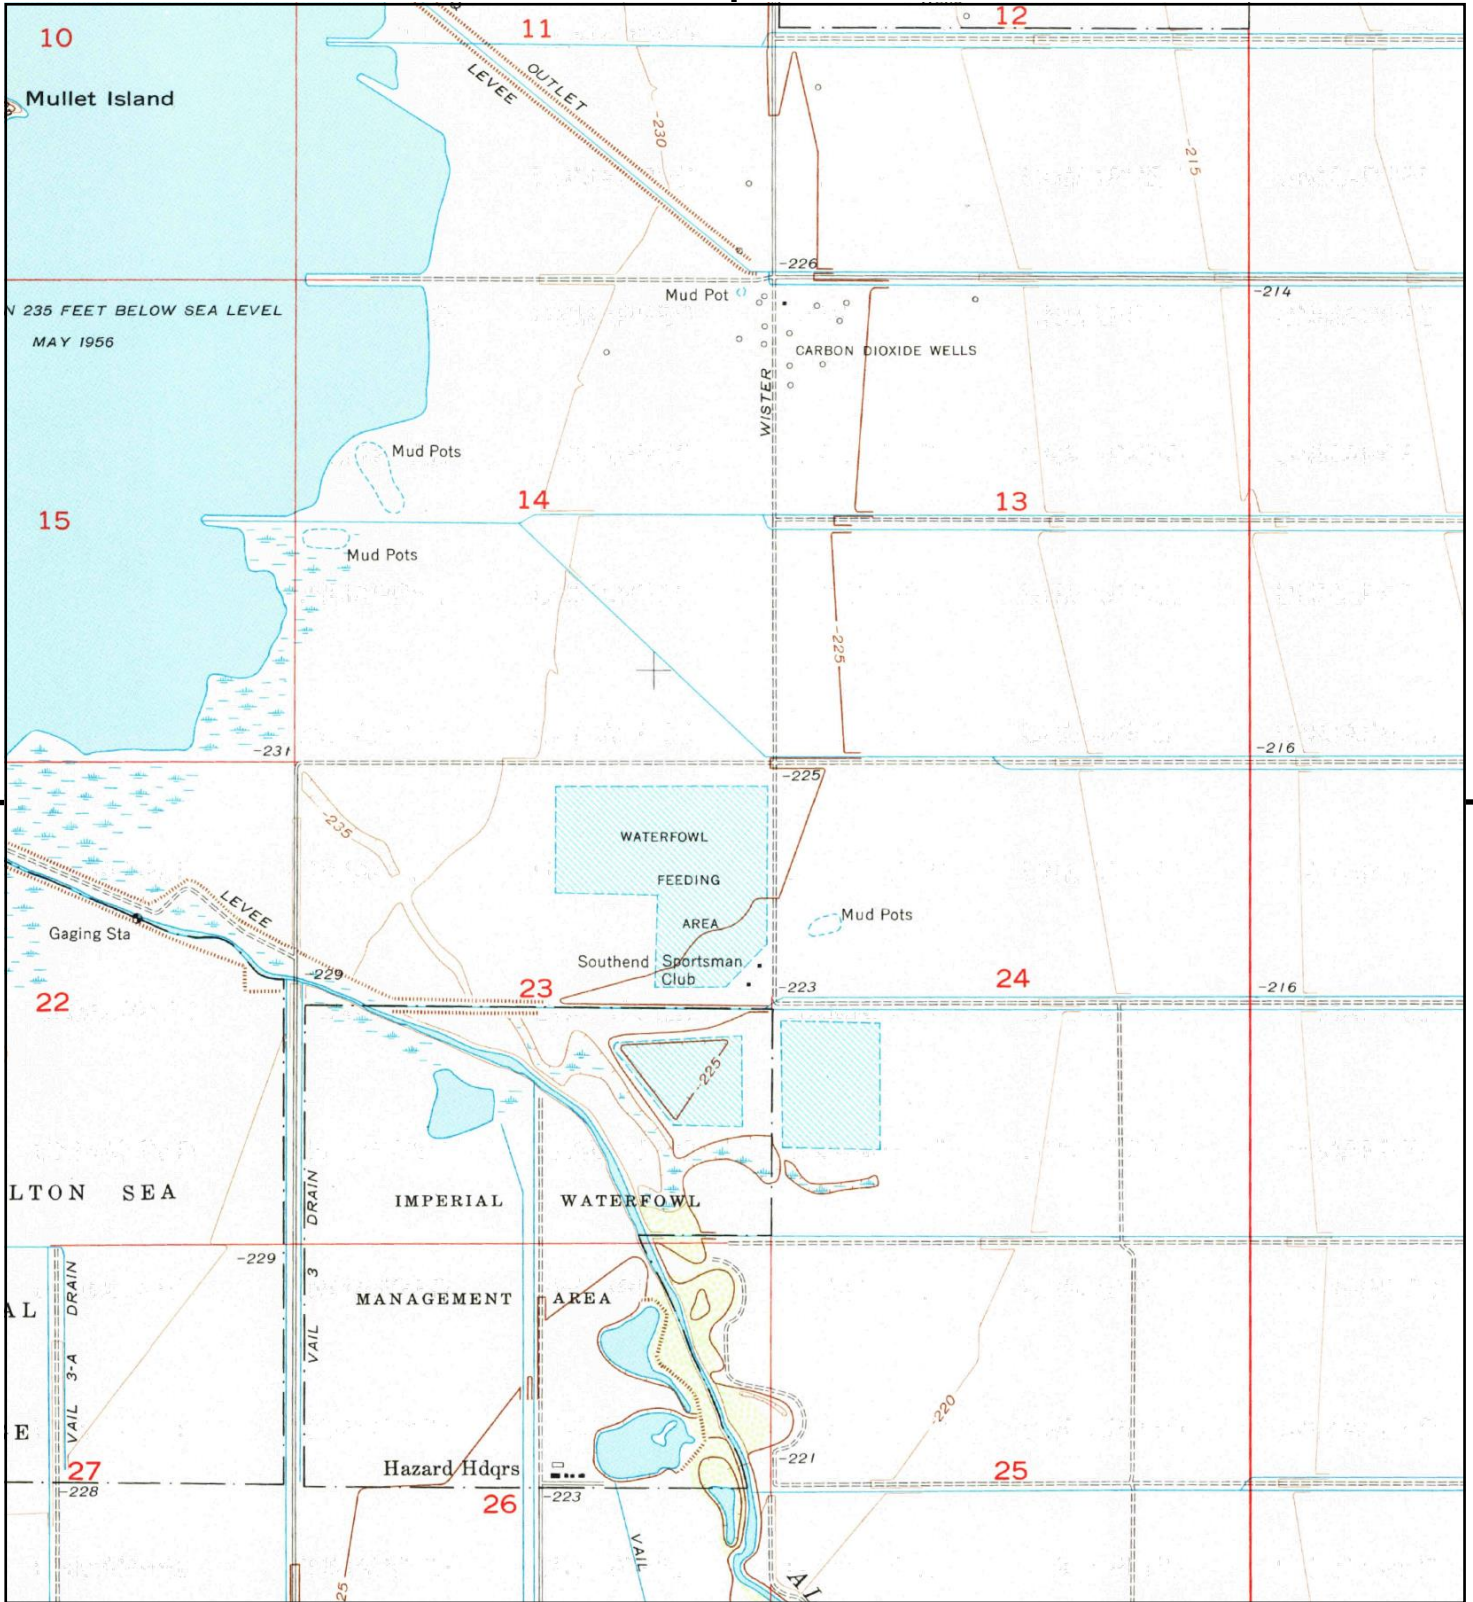 10
11
12
Mullet Island
OUTLET
LEVEE
-230
-215
-226
Mud Pot
-214
N 235 FEET BELOW SEA LEVEL
MAY 1956
CARBON DIOXIDE WELLS
WISTER
Mud Pots
14
13
15
Mud Pots
-225
-231
-216
-225
-235
WATERFOWL
FEEDING
AREA
LEVEE
Gaging Sta
Mud Pots
Southend Sportsman
Club
-229
23
24
22
-223
-216
-225
LTON SEA
DRAIN
IMPERIAL WATERFOWL
-229
DRAIN
3
MANAGEMENT AREA
AL
VAIL
VAIL 3-A
-220
E
27
-228
Hazard Hdqrs
-221
25
26
-223
VAIL
25
AL